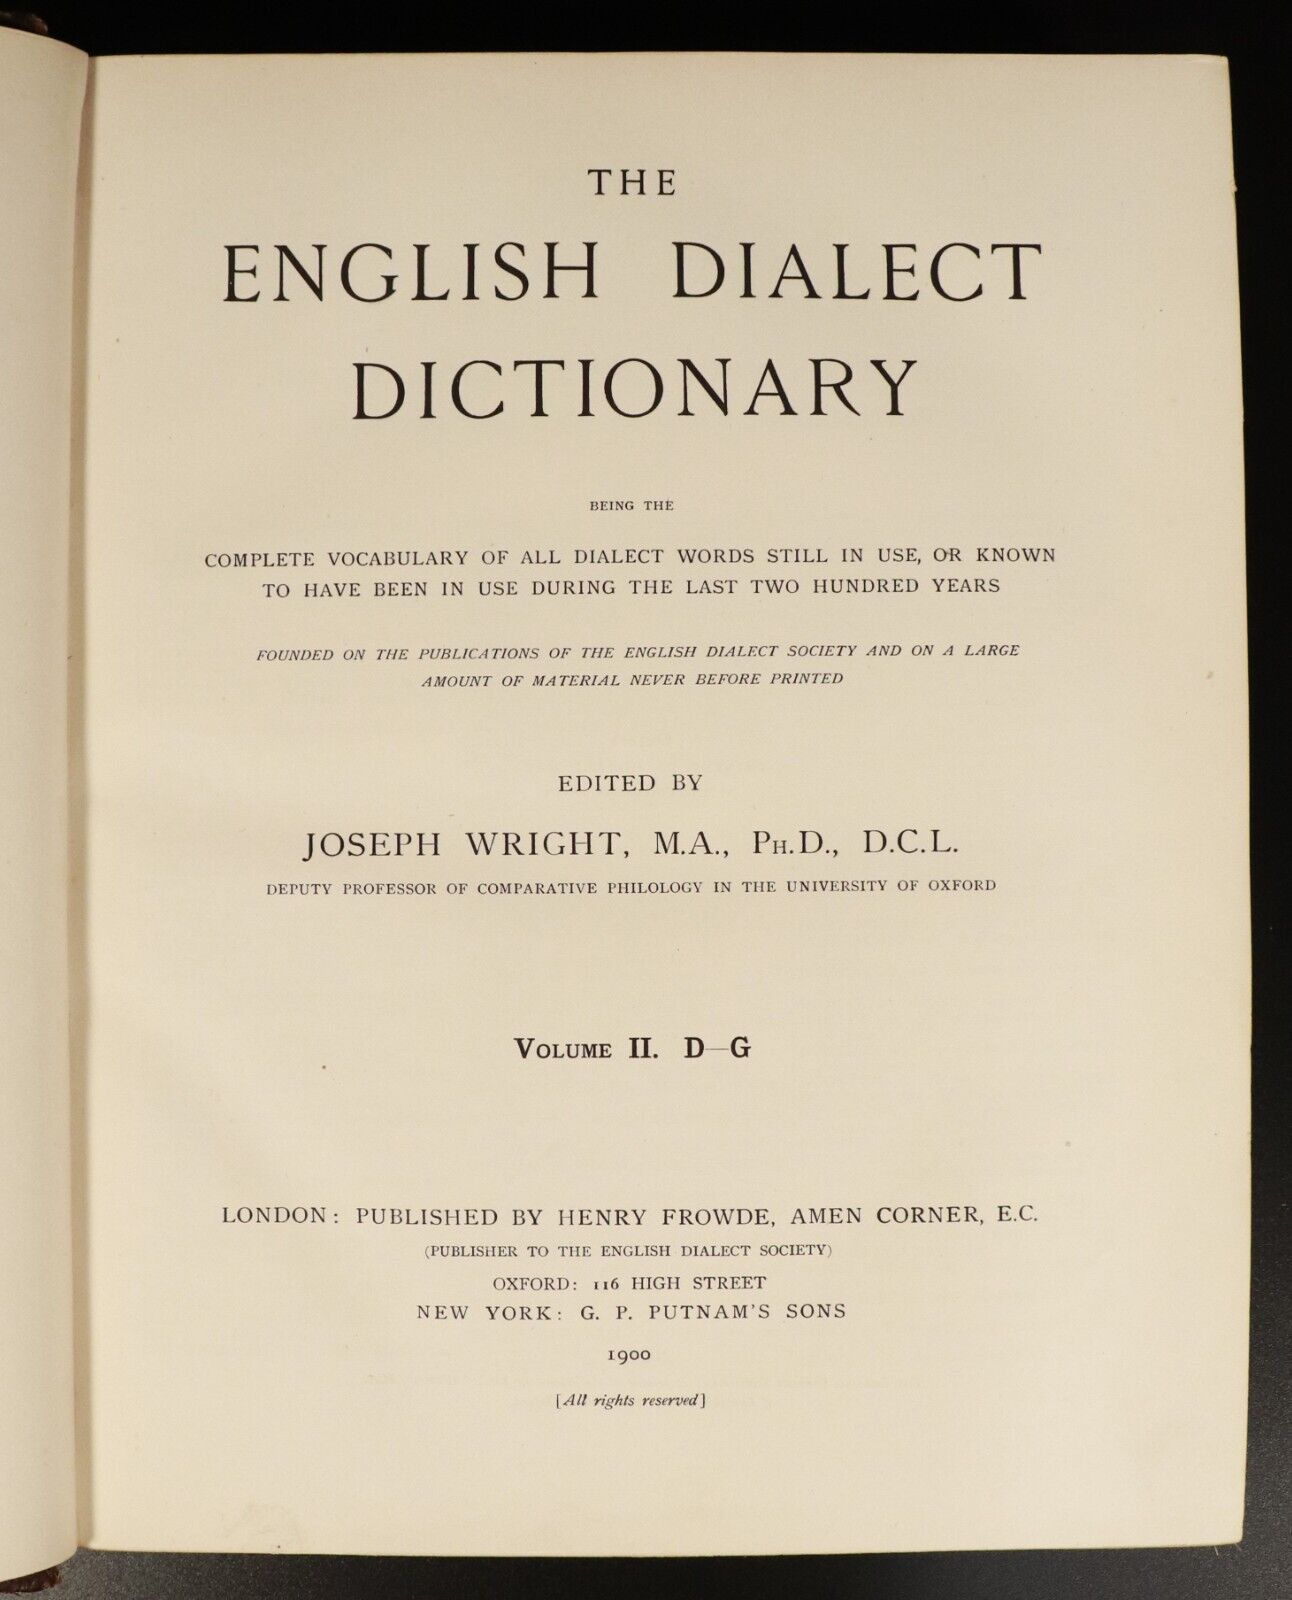 THE
ENGLISH DIALECT
DICTIONARY
BEING THE
COMPLETE VOCABULARY OF ALL DIALECT WORDS STILL IN USE, OR KNOWN
TO HAVE BEEN IN USE DURING THE LAST TWO HUNDRED YEARS
FOUNDED ON THE PUBLICATIONS OF THE ENGLISH DIALECT SOCIETY AND ON A LARGE
AMOUNT OF MATERIAL NEVER BEFORE PRINTED
EDITED BY
JOSEPH WRIGHT, M.A., PH.D., D.C.L.
DEPUTY PROFESSOR OF COMPARATIVE PHILOLOGY IN THE UNIVERSITY OF OXFORD
VOLUME II. D—G
LONDON: PUBLISHED BY HENRY FROWDE, AMEN CORNER, E.C.
(PUBLISHER TO THE ENGLISH DIALECT SOCIETY)
OXFORD: 116 HIGH STREET
NEW YORK: G. P. PUTNAM'S SONS
1900
[All rights reserved]